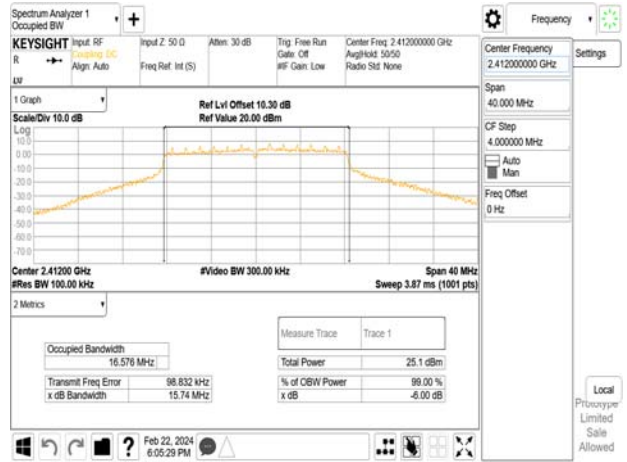 Spectrum Analyzer 1
Occupied BW
Frequency
KEYSIGHT Input: RF Input Z: 50 Ω Atten: 30 dB Trig: Free Run Center Freq: 2.412000000 GHz
R Coupling: DC Gate: Off Avg|Hold: 50/50
Align: Auto Freq Ref: Int (S) #IF Gain: Low Radio Std: None
LXI
Center Frequency
2.412000000 GHz
Settings
Span
40.000 MHz
CF Step
4.000000 MHz
Auto
Man
Freq Offset
0 Hz
1 Graph
Ref Lvl Offset 10.30 dB
Scale/Div 10.0 dB Ref Value 20.00 dBm
Log
10.0
0.00
-10.0
-20.0
-30.0
-40.0
-50.0
-60.0
-70.0
Center 2.41200 GHz #Video BW 300.00 kHz Span 40 MHz
#Res BW 100.00 kHz Sweep 3.87 ms (1001 pts)
2 Metrics
Measure Trace Trace 1
Occupied Bandwidth
16.576 MHz Total Power 25.1 dBm
Transmit Freq Error 98.832 kHz % of OBW Power 99.00 %
x dB Bandwidth 15.74 MHz x dB -6.00 dB
Local
Prototype
Limited
Sale
Allowed
Feb 22, 2024
6:05:29 PM